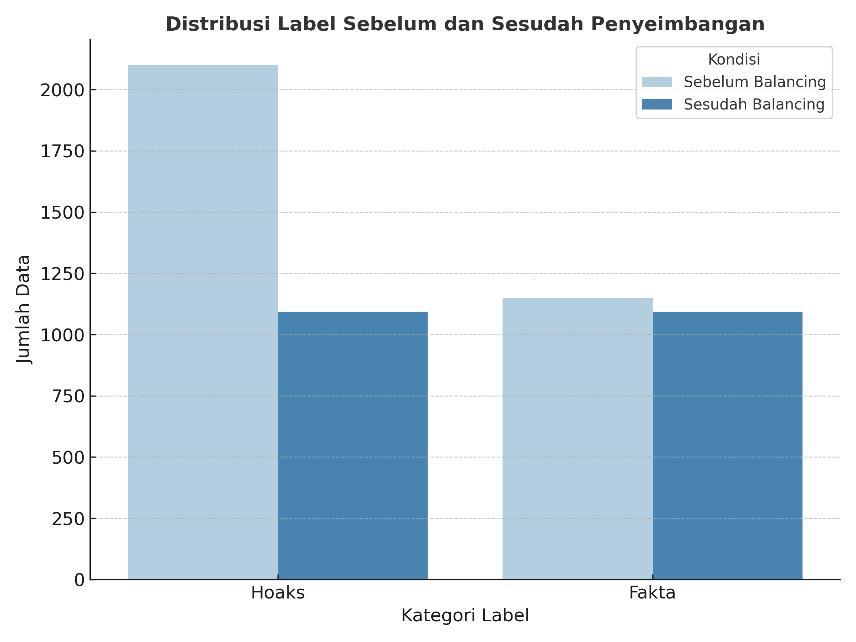 Distribusi Label Sebelum dan Sesudah Penyeimbangan
Kondisi
Sebelum Balancing
Sesudah Balancing
2000
1750
1500
1250
1000
750
500
250
0
Jumlah Data
Hoaks
Fakta
Kategori Label